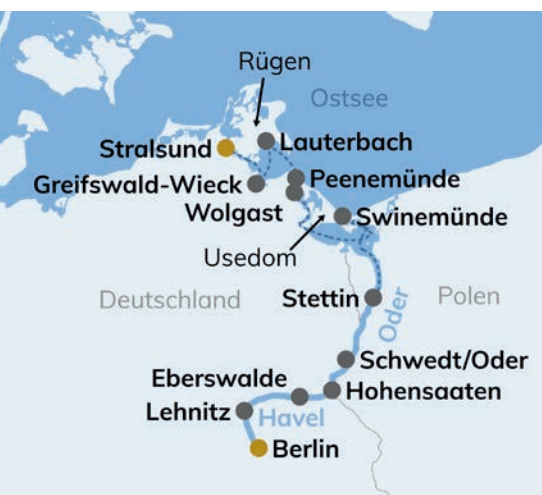 Rügen
Ostsee
Stralsund
Lauterbach
Greifswald-Wieck
Peenemünde
Wolgast
Swinemünde
Usedom
Deutschland
Stettin
Oder
Polen
Schwedt/Oder
Eberswalde
Hohensaaten
Lehnitz
Havel
Berlin